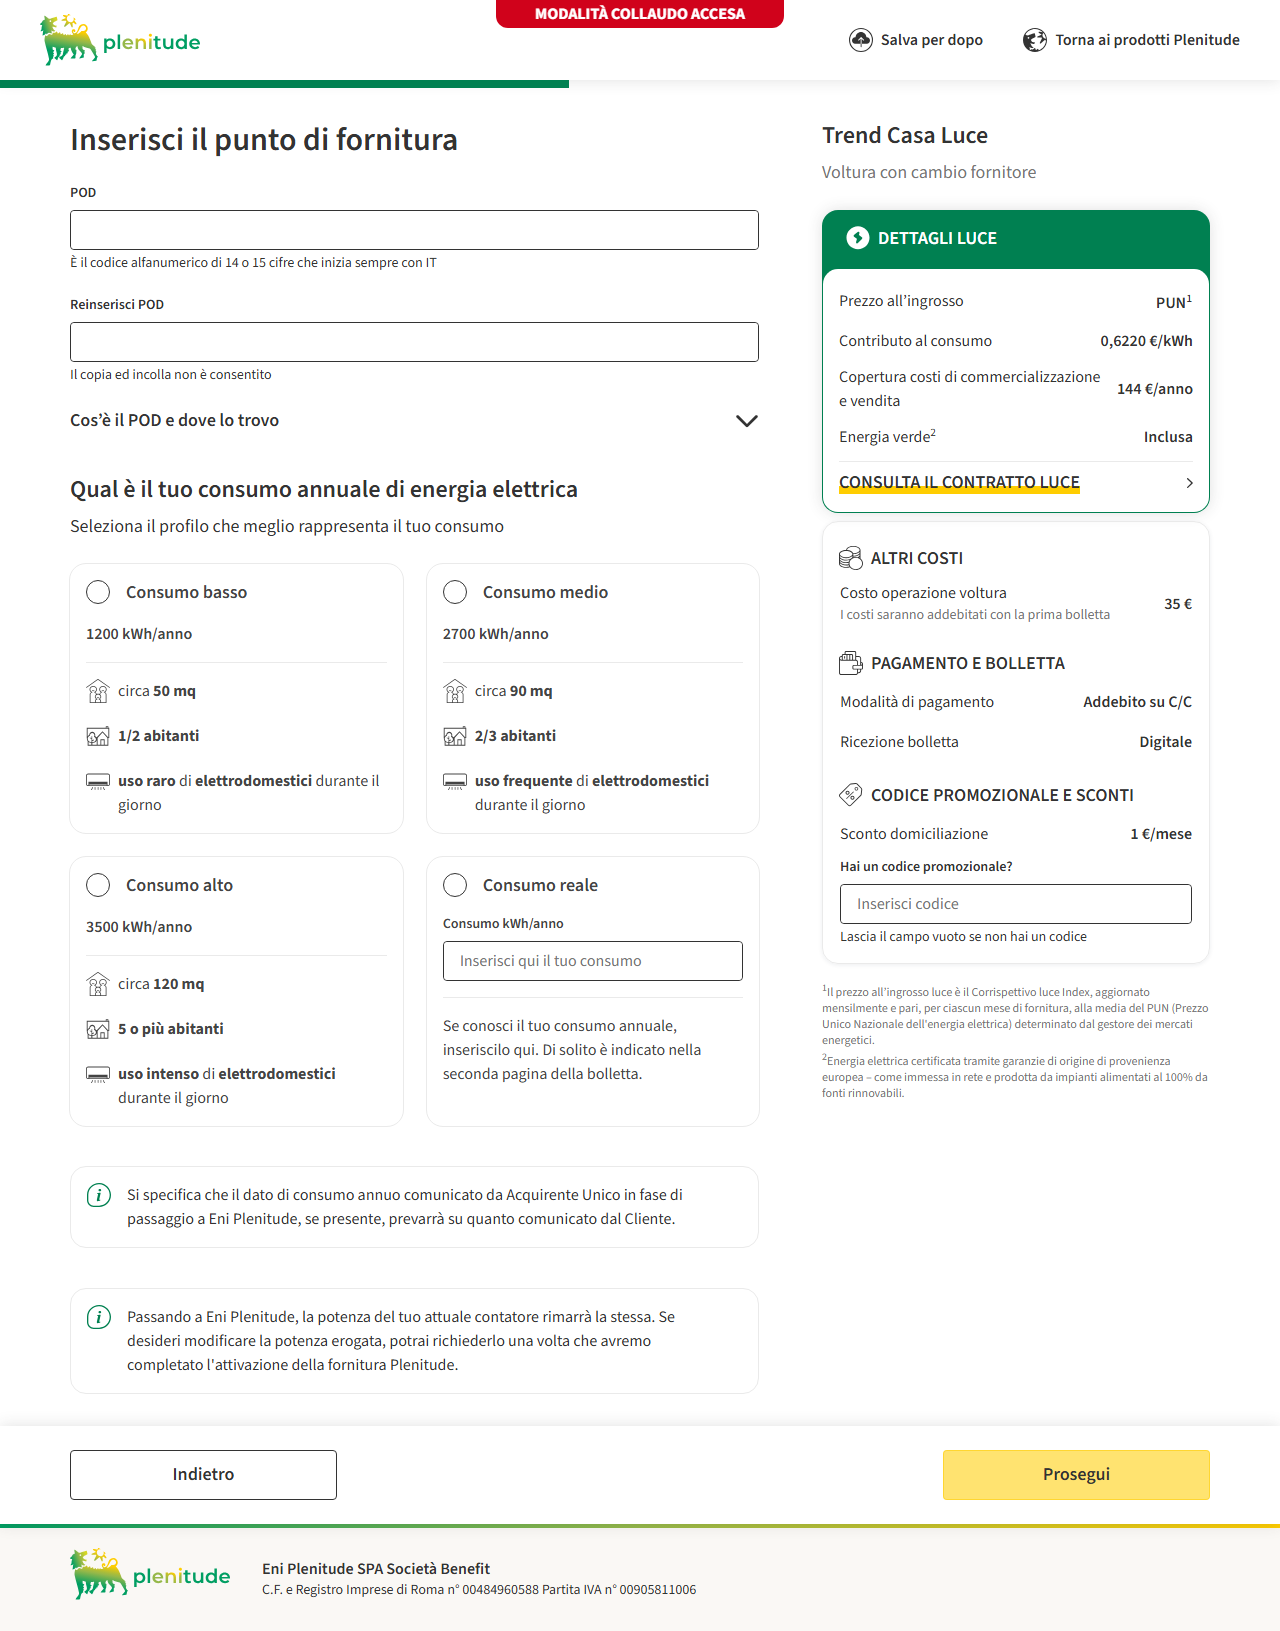 MODALITÀ COLLAUDO ACCESA
plenitude
Salva per dopo
Torna ai prodotti Plenitude
Inserisci il punto di fornitura
POD
È il codice alfanumerico di 14 o 15 cifre che inizia sempre con IT
Reinserisci POD
Il copia ed incolla non è consentito
Cos'è il POD e dove lo trovo
Qual è il tuo consumo annuale di energia elettrica
Seleziona il profilo che meglio rappresenta il tuo consumo
Consumo basso
1200 kWh/anno
circa 50 mq
1/2 abitanti
uso raro di elettrodomestici durante il
giorno
Consumo medio
2700 kWh/anno
circa 90 mq
2/3 abitanti
uso frequente di elettrodomestici
durante il giorno
Consumo alto
3500 kWh/anno
circa 120 mq
5 o più abitanti
uso intenso di elettrodomestici
durante il giorno
Consumo reale
Consumo kWh/anno
Inserisci qui il tuo consumo
Se conosci il tuo consumo annuale,
inseriscilo qui. Di solito è indicato nella
seconda pagina della bolletta.
i
Si specifica che il dato di consumo annuo comunicato da Acquirente Unico in fase di
passaggio a Eni Plenitude, se presente, prevarrà su quanto comunicato dal Cliente.
i
Passando a Eni Plenitude, la potenza del tuo attuale contatore rimarrà la stessa. Se
desideri modificare la potenza erogata, potrai richiederlo una volta che avremo
completato l'attivazione della fornitura Plenitude.
Trend Casa Luce
Voltura con cambio fornitore
DETTAGLI LUCE
Prezzo all'ingrosso PUN¹
Contributo al consumo 0,6220 €/kWh
Copertura costi di commercializzazione
e vendita 144 €/anno
Energia verde² Inclusa
CONSULTA IL CONTRATTO LUCE
ALTRI COSTI
Costo operazione voltura 35 €
I costi saranno addebitati con la prima bolletta
PAGAMENTO E BOLLETTA
Modalità di pagamento Addebito su C/C
Ricezione bolletta Digitale
CODICE PROMOZIONALE E SCONTI
Sconto domiciliazione 1 €/mese
Hai un codice promozionale?
Inserisci codice
Lascia il campo vuoto se non hai un codice
¹Il prezzo all'ingrosso luce è il Corrispettivo luce Index, aggiornato
mensilmente e pari, per ciascun mese di fornitura, alla media del PUN (Prezzo
Unico Nazionale dell'energia elettrica) determinato dal gestore dei mercati
energetici.
²Energia elettrica certificata tramite garanzie di origine di provenienza
europea – come immessa in rete e prodotta da impianti alimentati al 100% da
fonti rinnovabili.
Indietro
Prosegui
plenitude
Eni Plenitude SPA Società Benefit
C.F. e Registro Imprese di Roma n° 00484960588 Partita IVA n° 00905811006